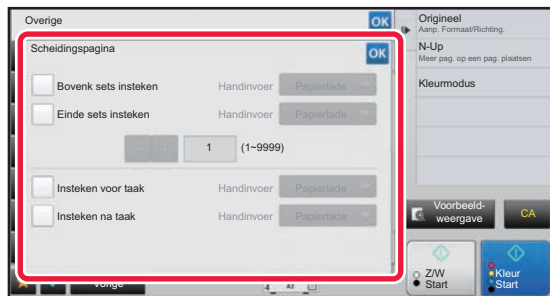 Overige
OK
Scheidingspagina
OK
Bovenk sets insteken
Handinvoer
Papierlade
Einde sets insteken
Handinvoer
Papierlade
1
(1~9999)
Insteken voor taak
Handinvoer
Papierlade
Insteken na taak
Handinvoer
Papierlade
Vorige
A3
Origineel
Aanp. Formaat/Richting.
N-Up
Meer pag. op een pag. plaatsen
Kleurmodus
Voorbeeld-
weergave
CA
Z/W
Start
Kleur
Start